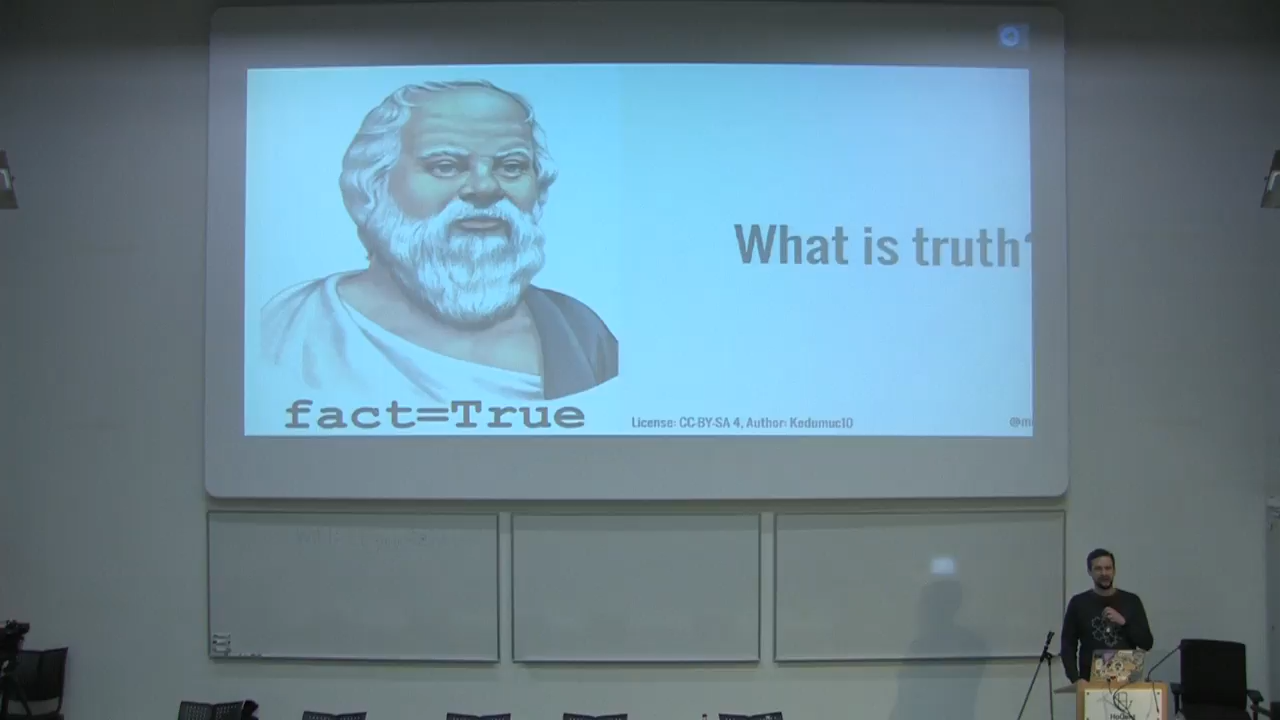 What is truth?
fact=True
License: CC-BY-SA 4, Author: Kedumuc10
@m